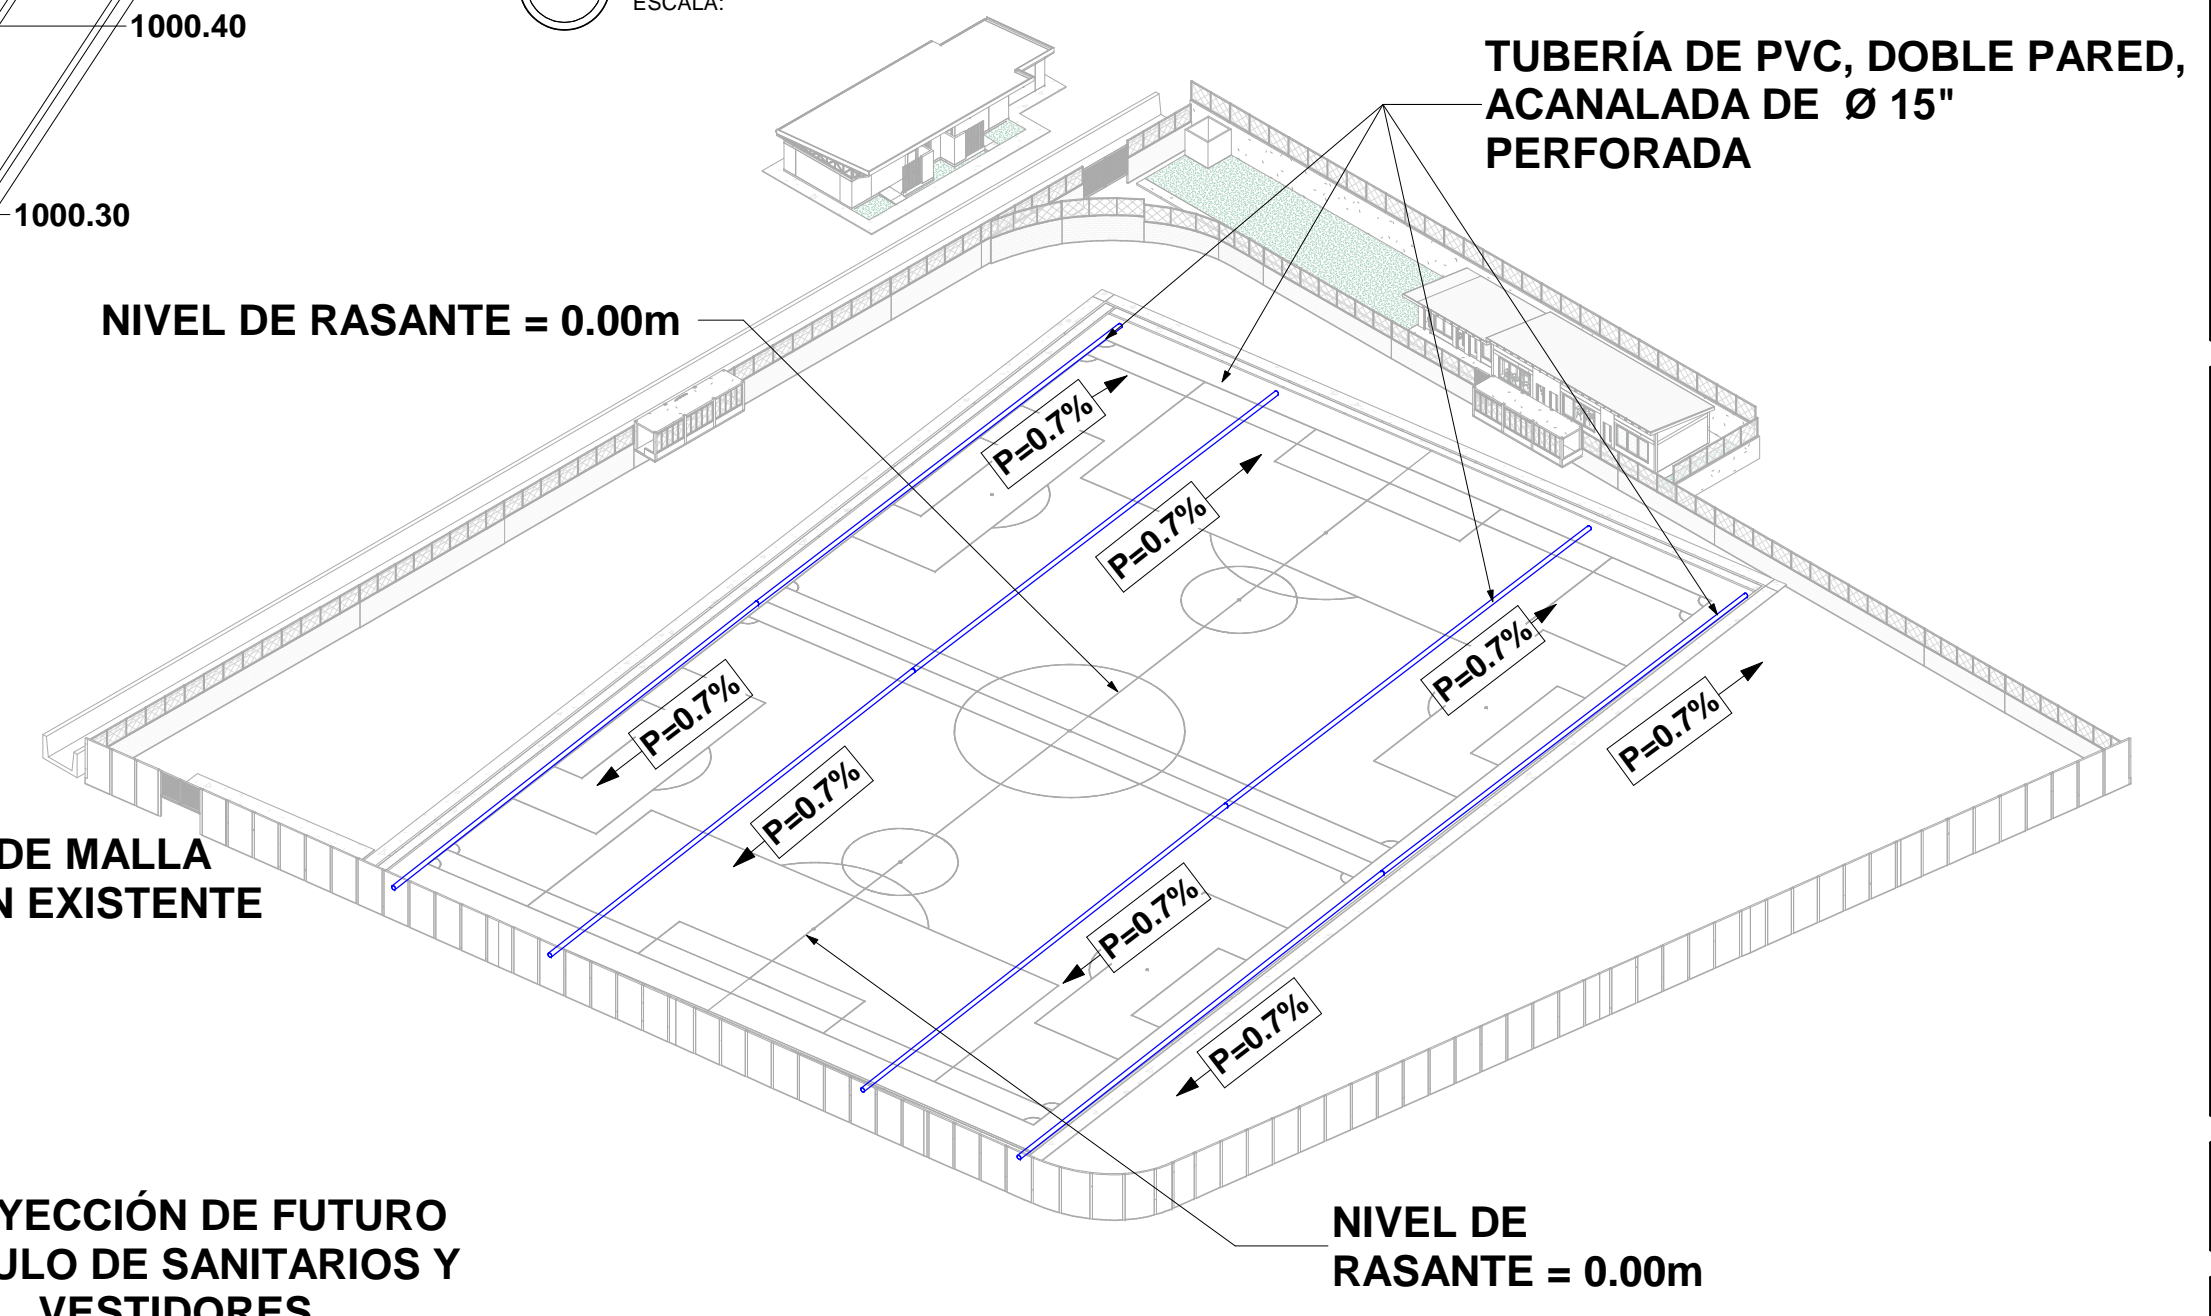 1000.40
ESCALA:
1000.30
TUBERÍA DE PVC, DOBLE PARED,
ACANALADA DE Ø 15"
PERFORADA
NIVEL DE RASANTE = 0.00m
P=0.7%
P=0.7%
P=0.7%
P=0.7%
P=0.7%
P=0.7%
P=0.7%
P=0.7%
DE MALLA
N EXISTENTE
YECCIÓN DE FUTURO
ULO DE SANITARIOS Y
VESTIDORES
NIVEL DE
RASANTE = 0.00m